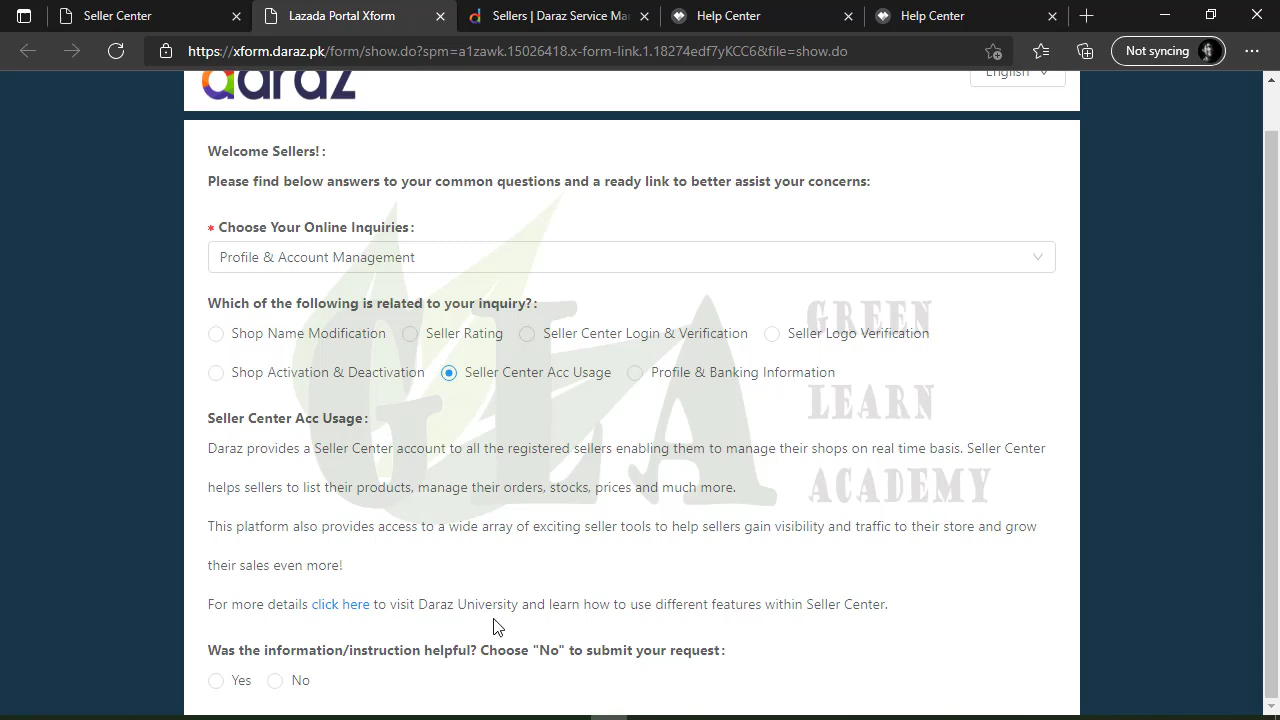 Seller Center
Lazada Portal Xform
Sellers | Daraz Service Ma
Help Center
Help Center
https://xform.daraz.pk/form/show.do?spm=a1zawk.15026418.x-form-link.1.18274edf7yKCC6&file=show.do
Not syncing
daraz
English
Welcome Sellers! :
Please find below answers to your common questions and a ready link to better assist your concerns:
* Choose Your Online Inquiries:
Profile & Account Management
Which of the following is related to your inquiry?:
Shop Name Modification Seller Rating Seller Center Login & Verification Seller Logo Verification
Shop Activation & Deactivation Seller Center Acc Usage Profile & Banking Information
Seller Center Acc Usage:
Daraz provides a Seller Center account to all the registered sellers enabling them to manage their shops on real time basis. Seller Center
helps sellers to list their products, manage their orders, stocks, prices and much more.
This platform also provides access to a wide array of exciting seller tools to help sellers gain visibility and traffic to their store and grow
their sales even more!
For more details click here to visit Daraz University and learn how to use different features within Seller Center.
Was the information/instruction helpful? Choose "No" to submit your request:
Yes No
GLA
GREEN
LEARN
ACADEMY